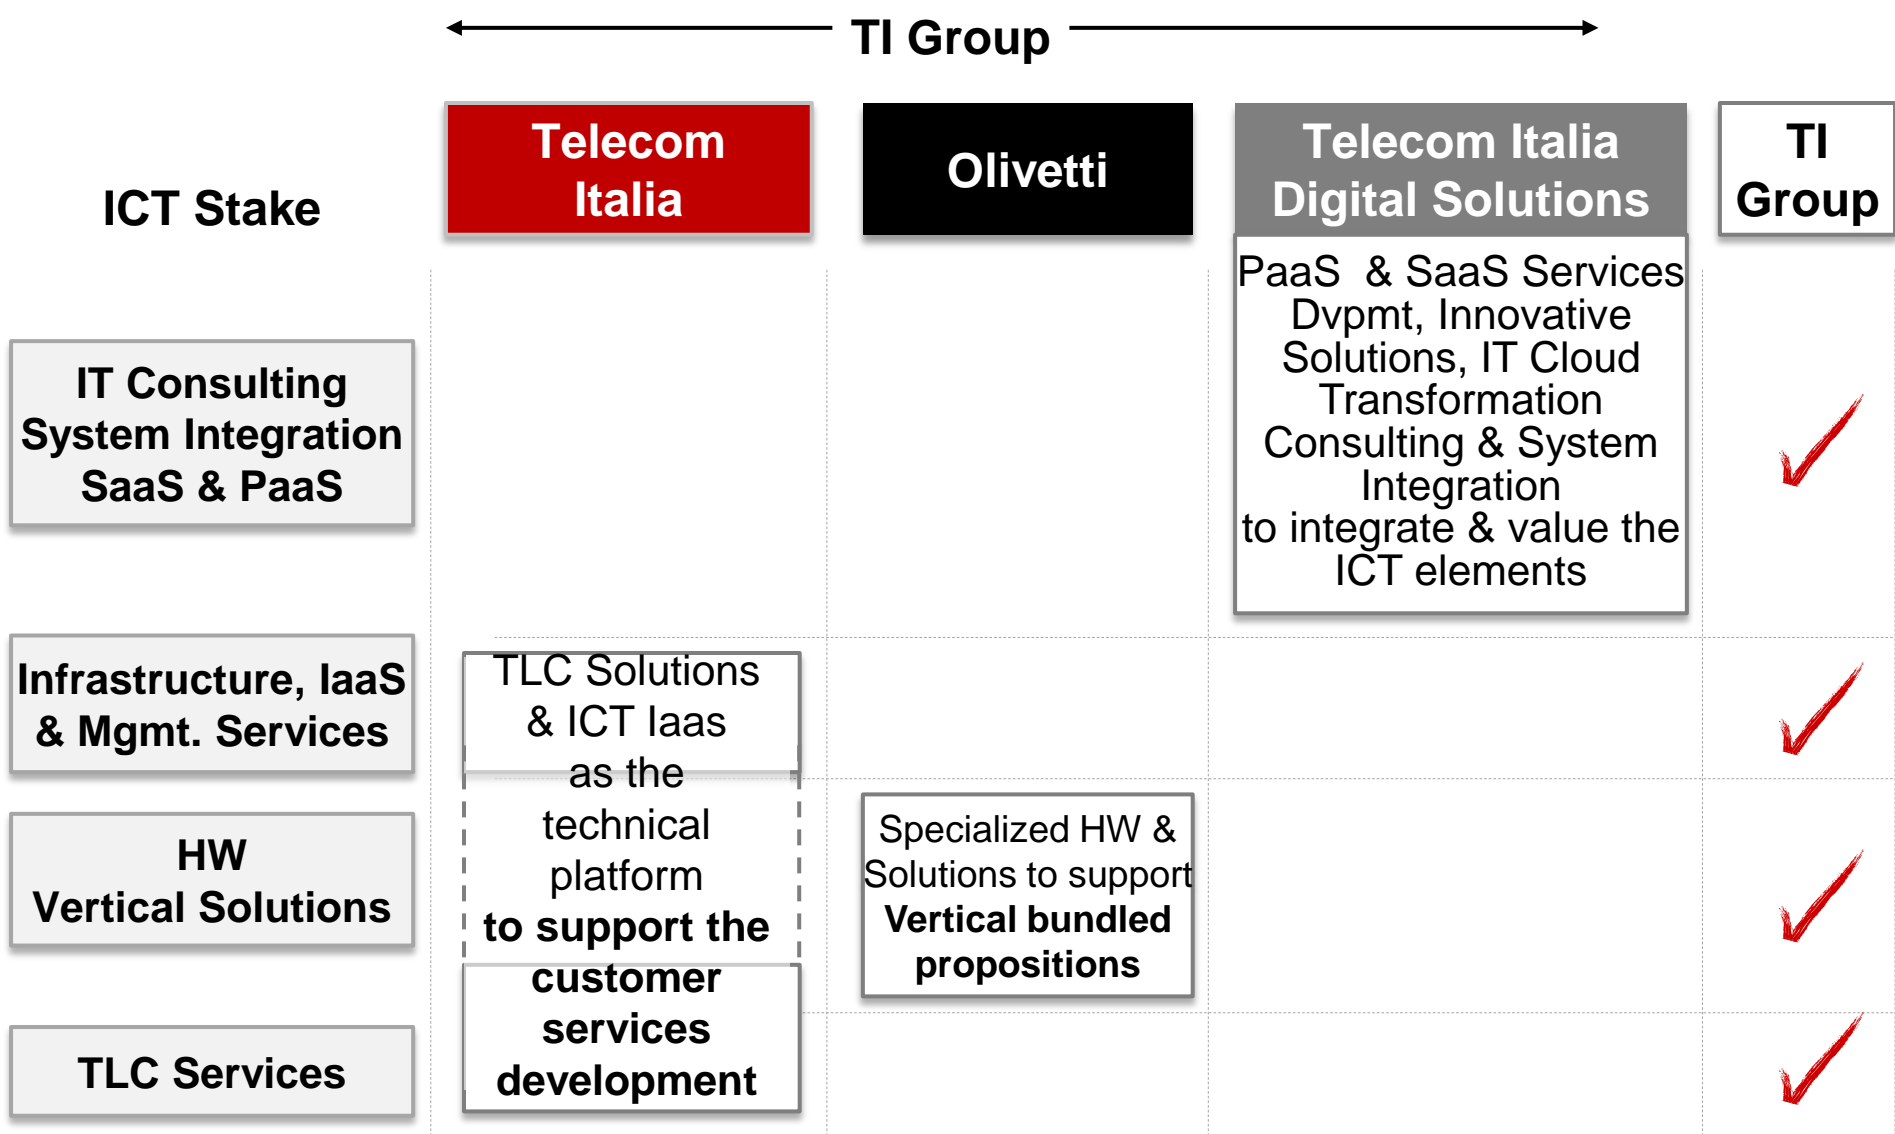 TI Group
ICT Stake
Telecom
Italia
Olivetti
Telecom Italia
Digital Solutions
TI
Group
IT Consulting
System Integration
SaaS & PaaS
PaaS & SaaS Services
Dvpmt, Innovative
Solutions, IT Cloud
Transformation
Consulting & System
Integration
to integrate & value the
ICT elements
Infrastructure, IaaS
& Mgmt. Services
TLC Solutions
& ICT Iaas
as the
technical
platform
to support the
customer
services
development
HW
Vertical Solutions
Specialized HW &
Solutions to support
Vertical bundled
propositions
TLC Services